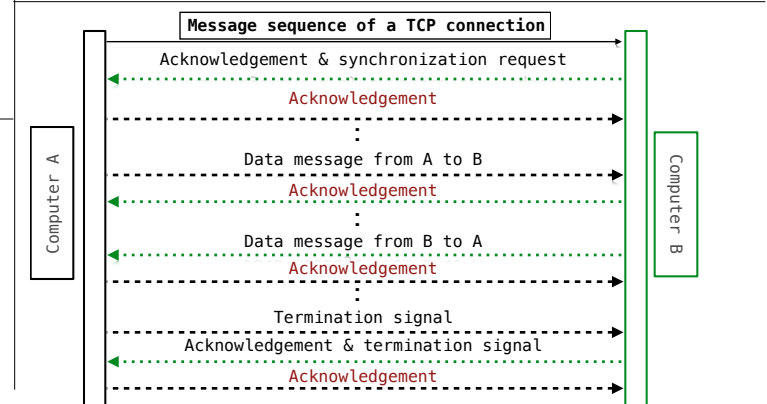 Message sequence of a TCP connection
Acknowledgement & synchronization request
Acknowledgement
Data message from A to B
Acknowledgement
Data message from B to A
Acknowledgement
Termination signal
Acknowledgement & termination signal
Acknowledgement
Computer A
Computer B